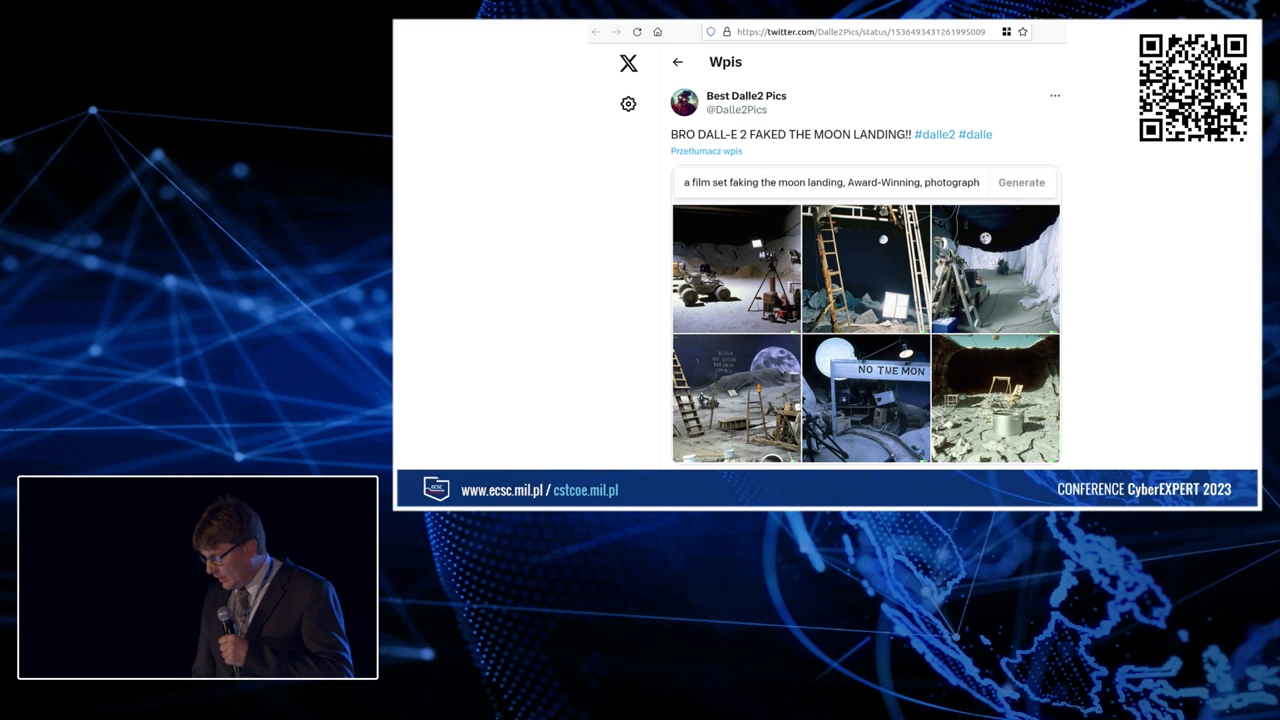 https://twitter.com/Dalle2Pics/status/1536493431261995009
Wpis
Best Dalle2 Pics
@Dalle2Pics
BRO DALL-E 2 FAKED THE MOON LANDING!! #dalle2 #dalle
Przetłumacz wpis
a film set faking the moon landing, Award-Winning, photograph
Generate
NO THE MON
ecsc
www.ecsc.mil.pl / cstcoe.mil.pl
CONFERENCE CyberEXPERT 2023